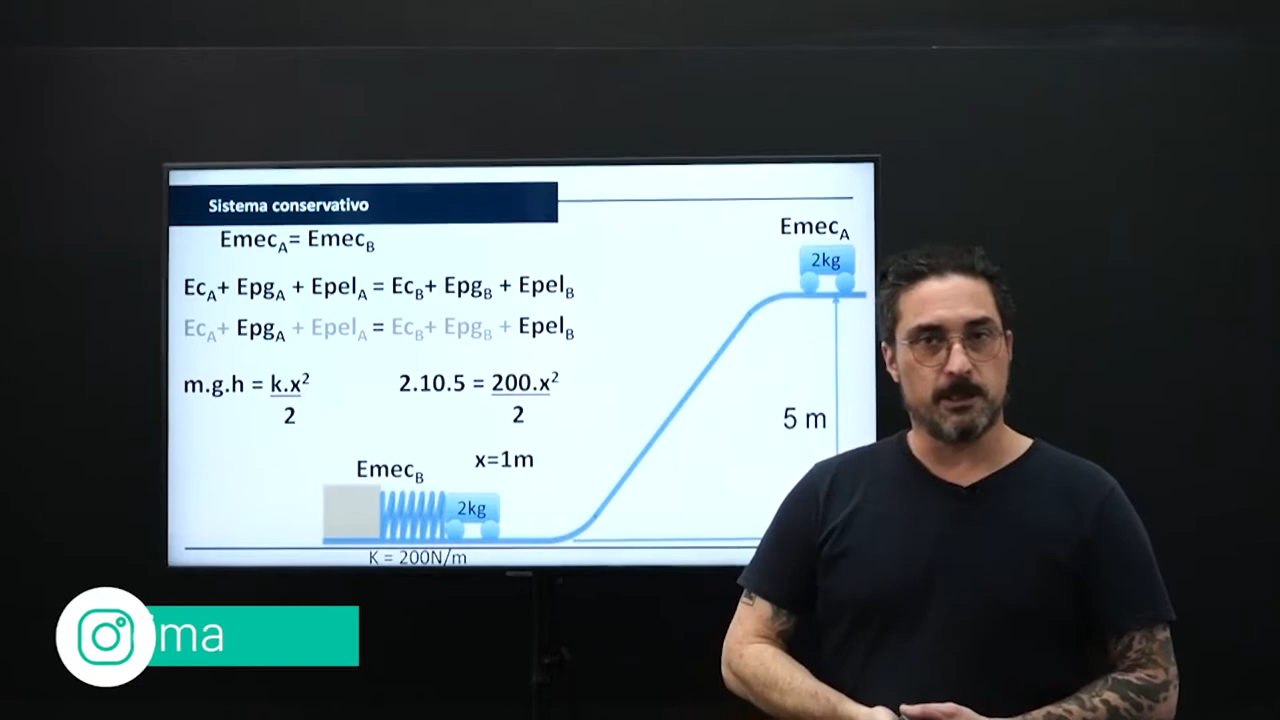 Sistema conservativo
Emec_A = Emec_B
Ec_A + Epg_A + Epel_A = Ec_B + Epg_B + Epel_B
Ec_A + Epg_A + Epel_A = Ec_B + Epg_B + Epel_B
m.g.h = k.x²/2
2.10.5 = 200.x²/2
x=1m
Emec_A
2kg
5 m
Emec_B
2kg
K = 200N/m